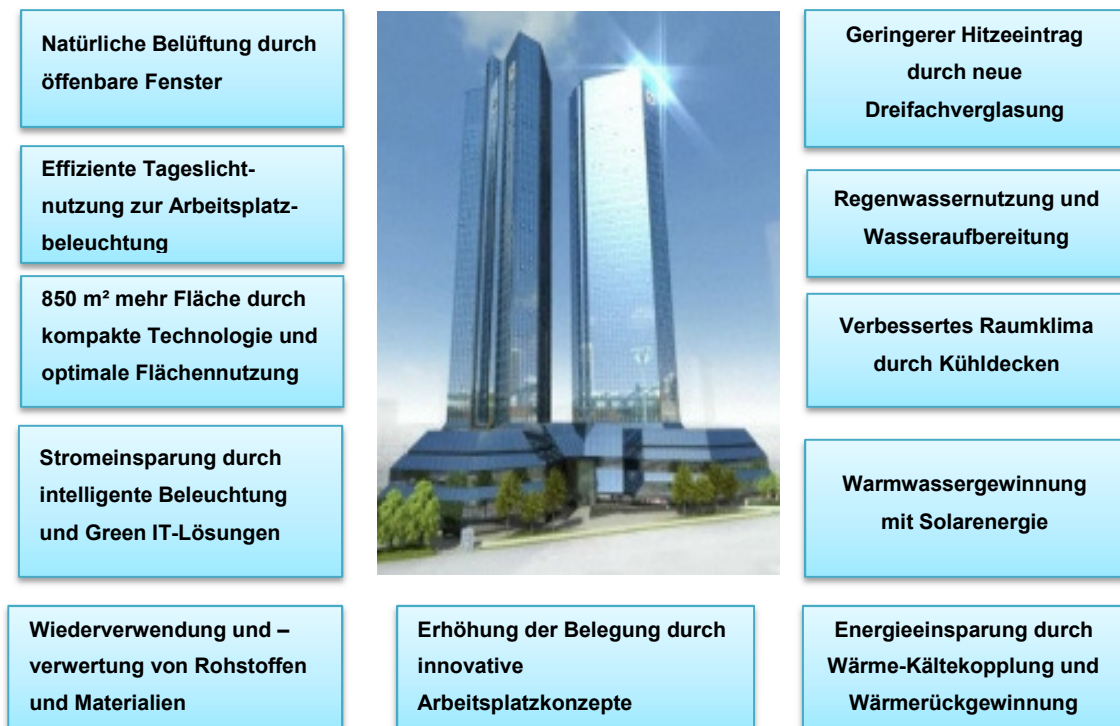 Natürliche Belüftung durch
öffenbare Fenster
Effiziente Tageslicht-
nutzung zur Arbeitsplatz-
beleuchtung
850 m² mehr Fläche durch
kompakte Technologie und
optimale Flächennutzung
Stromeinsparung durch
intelligente Beleuchtung
und Green IT-Lösungen
Wiederverwendung und –
verwertung von Rohstoffen
und Materialien
Erhöhung der Belegung durch
innovative
Arbeitsplatzkonzepte
Geringerer Hitzeeintrag
durch neue
Dreifachverglasung
Regenwassernutzung und
Wasseraufbereitung
Verbessertes Raumklima
durch Kühldecken
Warmwassergewinnung
mit Solarenergie
Energieeinsparung durch
Wärme-Kältekopplung und
Wärmerückgewinnung